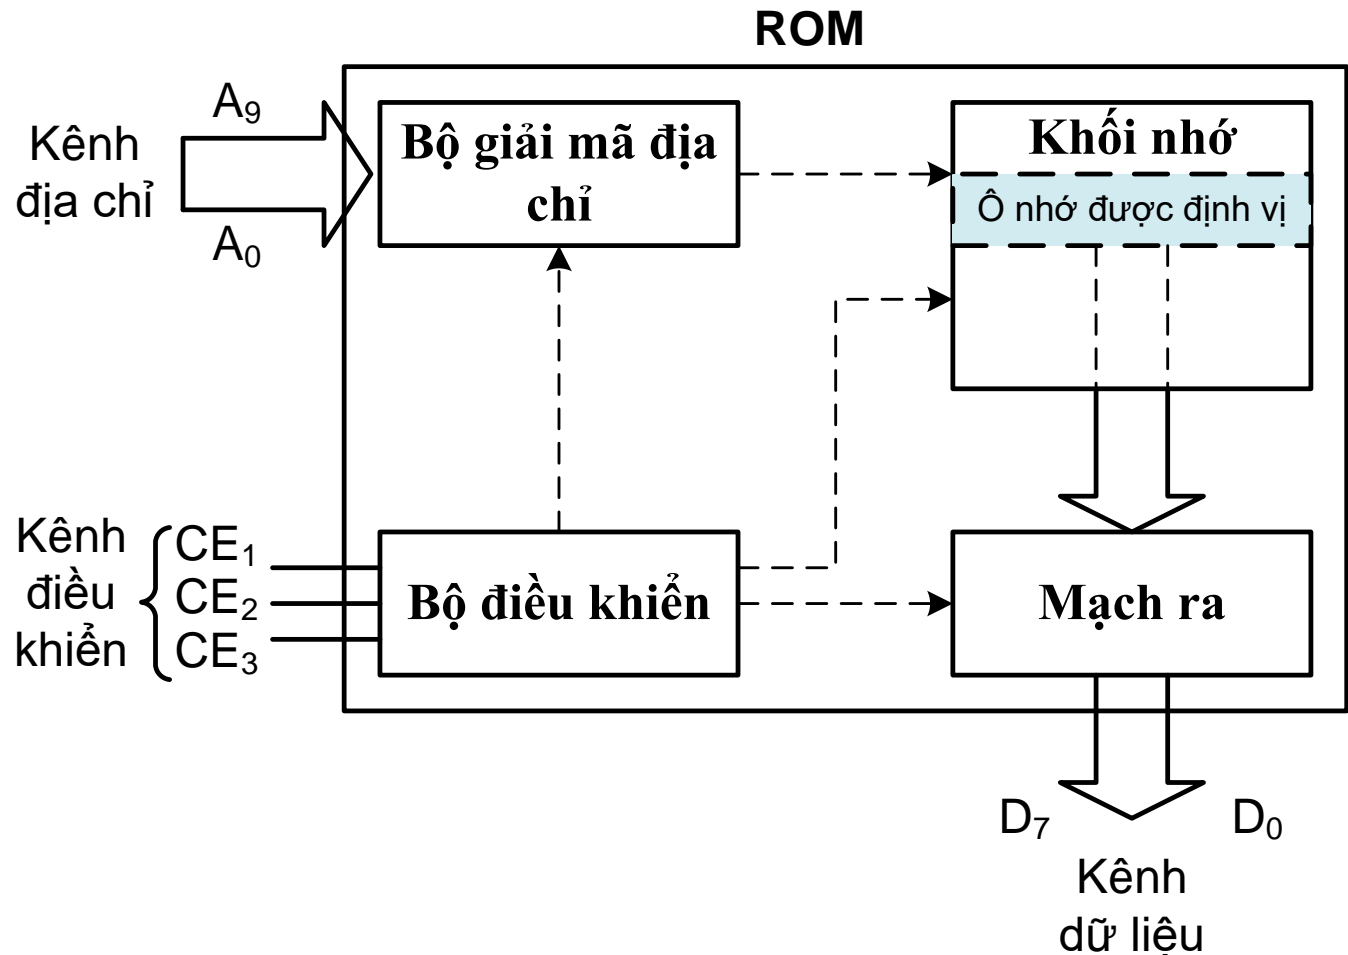 ROM
A9
Kênh
địa chỉ
A0
Bộ giải mã địa
chỉ
Khối nhớ
Ô nhớ được định vị
Kênh
điều
khiển
CE1
CE2
CE3
Bộ điều khiển
Mạch ra
D7
D0
Kênh
dữ liệu